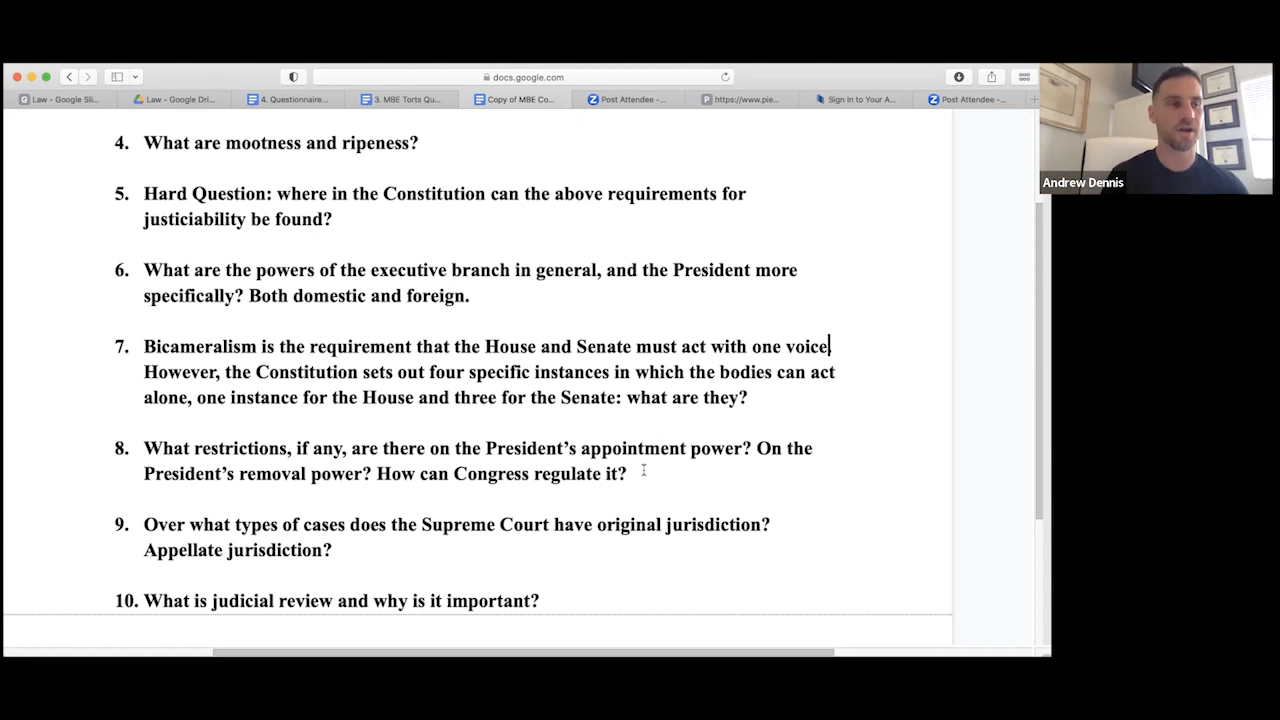 docs.google.com
Law - Google Sli...
Law - Google Dri...
4. Questionnaire...
3. MBE Torts Qu...
Copy of MBE Co...
Post Attendee -...
https://www.pie...
Sign In to Your A...
Post Attendee -...
Andrew Dennis
4. What are mootness and ripeness?
5. Hard Question: where in the Constitution can the above requirements for
justiciability be found?
6. What are the powers of the executive branch in general, and the President more
specifically? Both domestic and foreign.
7. Bicameralism is the requirement that the House and Senate must act with one voice.
However, the Constitution sets out four specific instances in which the bodies can act
alone, one instance for the House and three for the Senate: what are they?
8. What restrictions, if any, are there on the President’s appointment power? On the
President’s removal power? How can Congress regulate it?
9. Over what types of cases does the Supreme Court have original jurisdiction?
Appellate jurisdiction?
10. What is judicial review and why is it important?